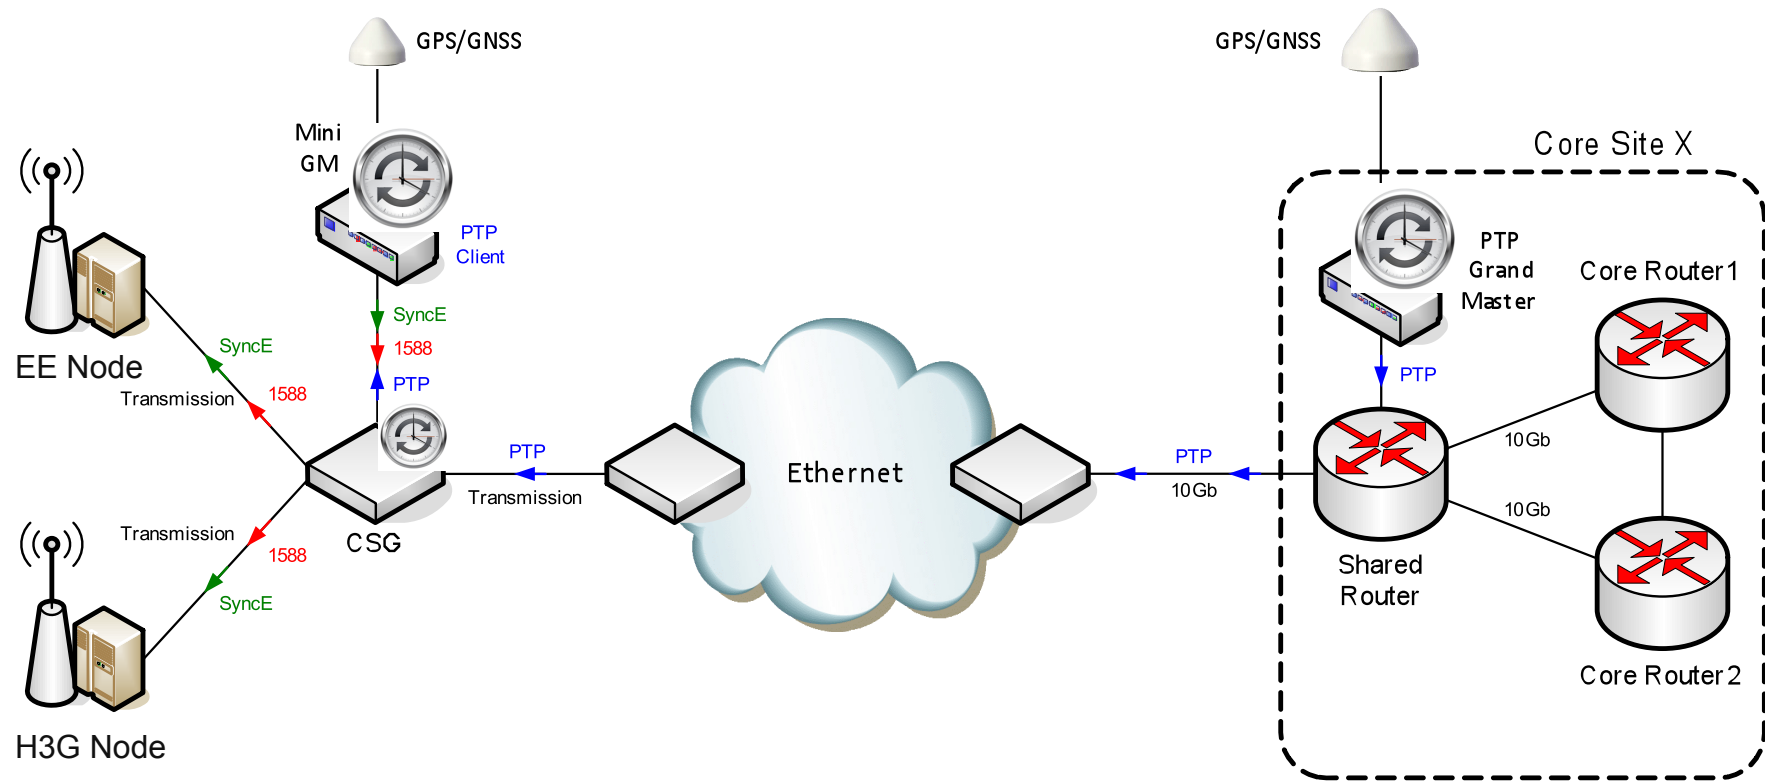 GPS/GNSS
GPS/GNSS
Mini
GM
Core Site X
PTP
Client
PTP
Grand
Master
Core Router1
SyncE
1588
PTP
SyncE
EE Node
1588
Transmission
PTP
10Gb
PTP
Transmission
Ethernet
PTP
10Gb
10Gb
Transmission
1588
CSG
Shared
Router
SyncE
Core Router2
H3G Node